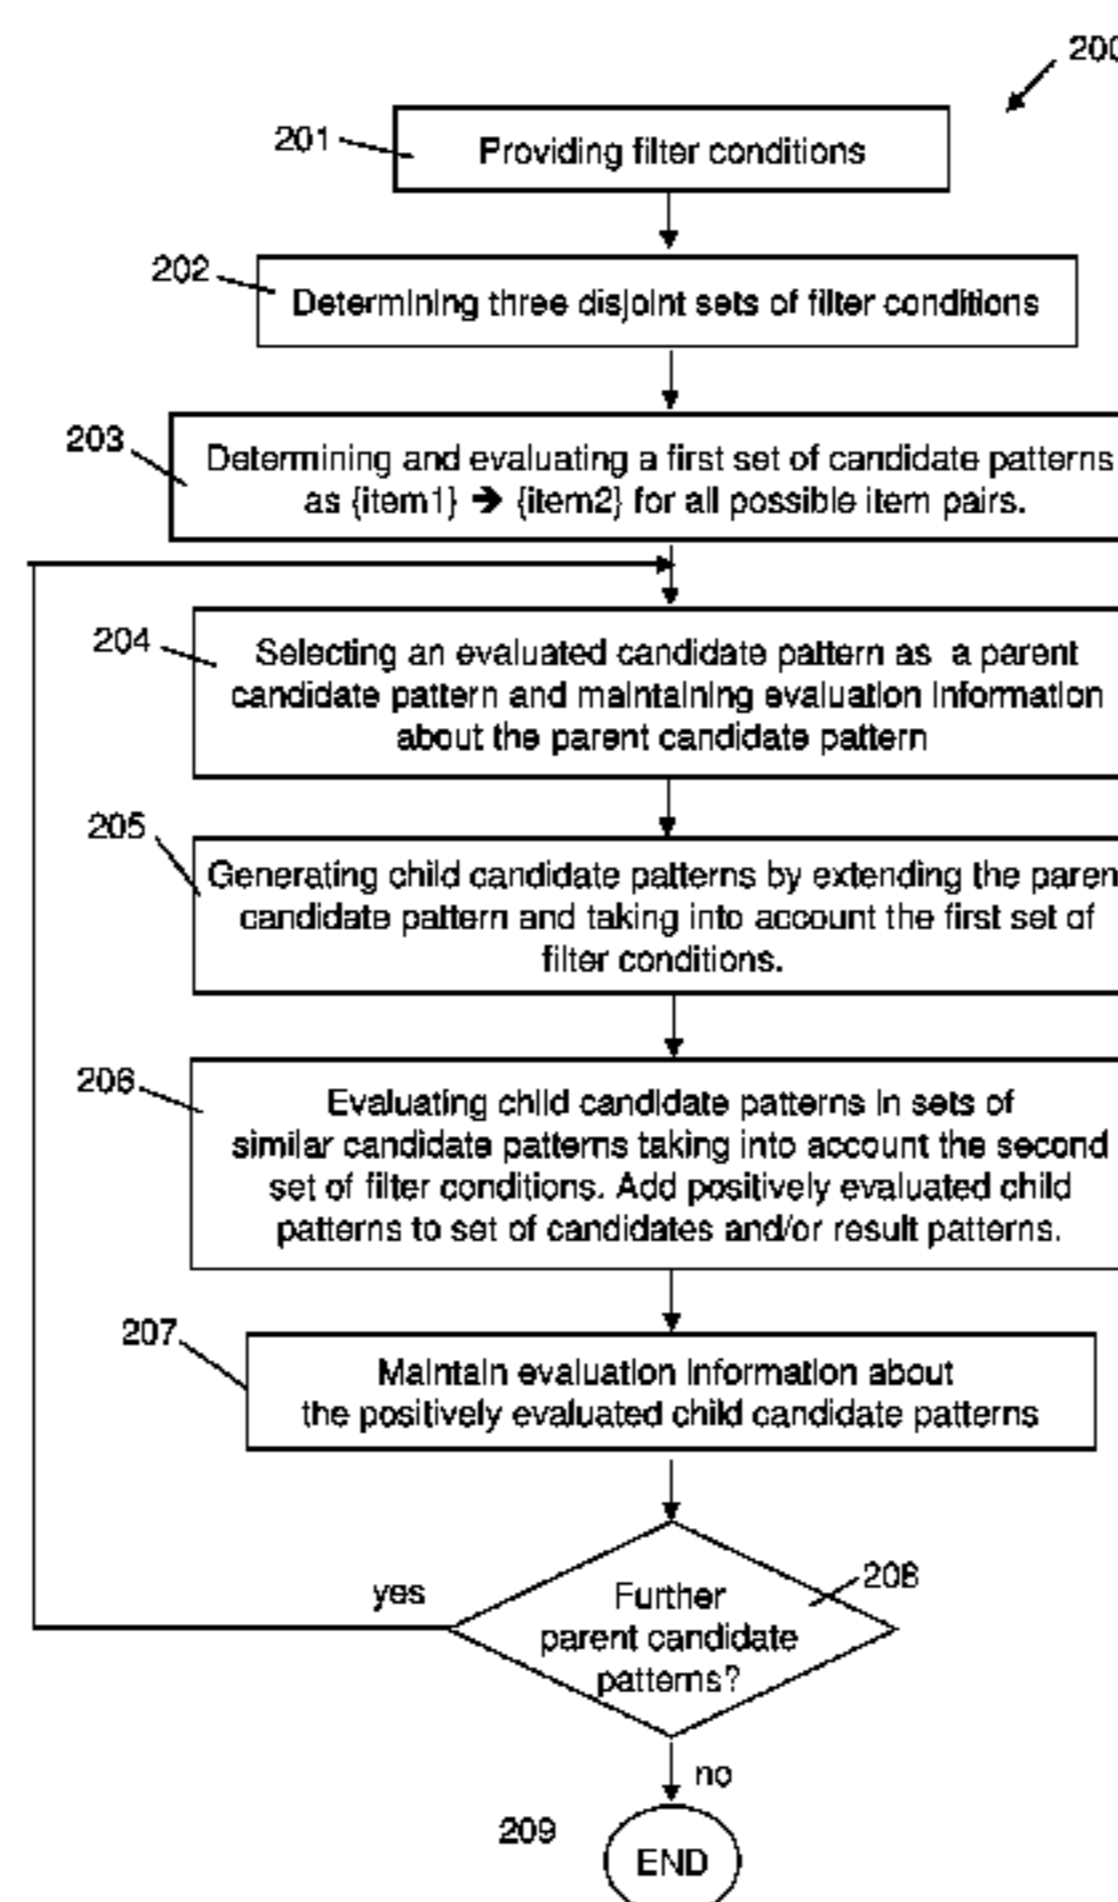 200
201
Providing filter conditions
202
Determining three disjoint sets of filter conditions
203
Determining and evaluating a first set of candidate patterns
as {item1} ➔ {item2} for all possible item pairs.
204
Selecting an evaluated candidate pattern as a parent
candidate pattern and maintaining evaluation information
about the parent candidate pattern
205
Generating child candidate patterns by extending the paren
candidate pattern and taking into account the first set of
filter conditions.
206
Evaluating child candidate patterns in sets of
similar candidate patterns taking into account the second
set of filter conditions. Add positively evaluated child
patterns to set of candidates and/or result patterns.
207
Maintain evaluation information about
the positively evaluated child candidate patterns
yes
208
Further
parent candidate
patterns?
no
209
END